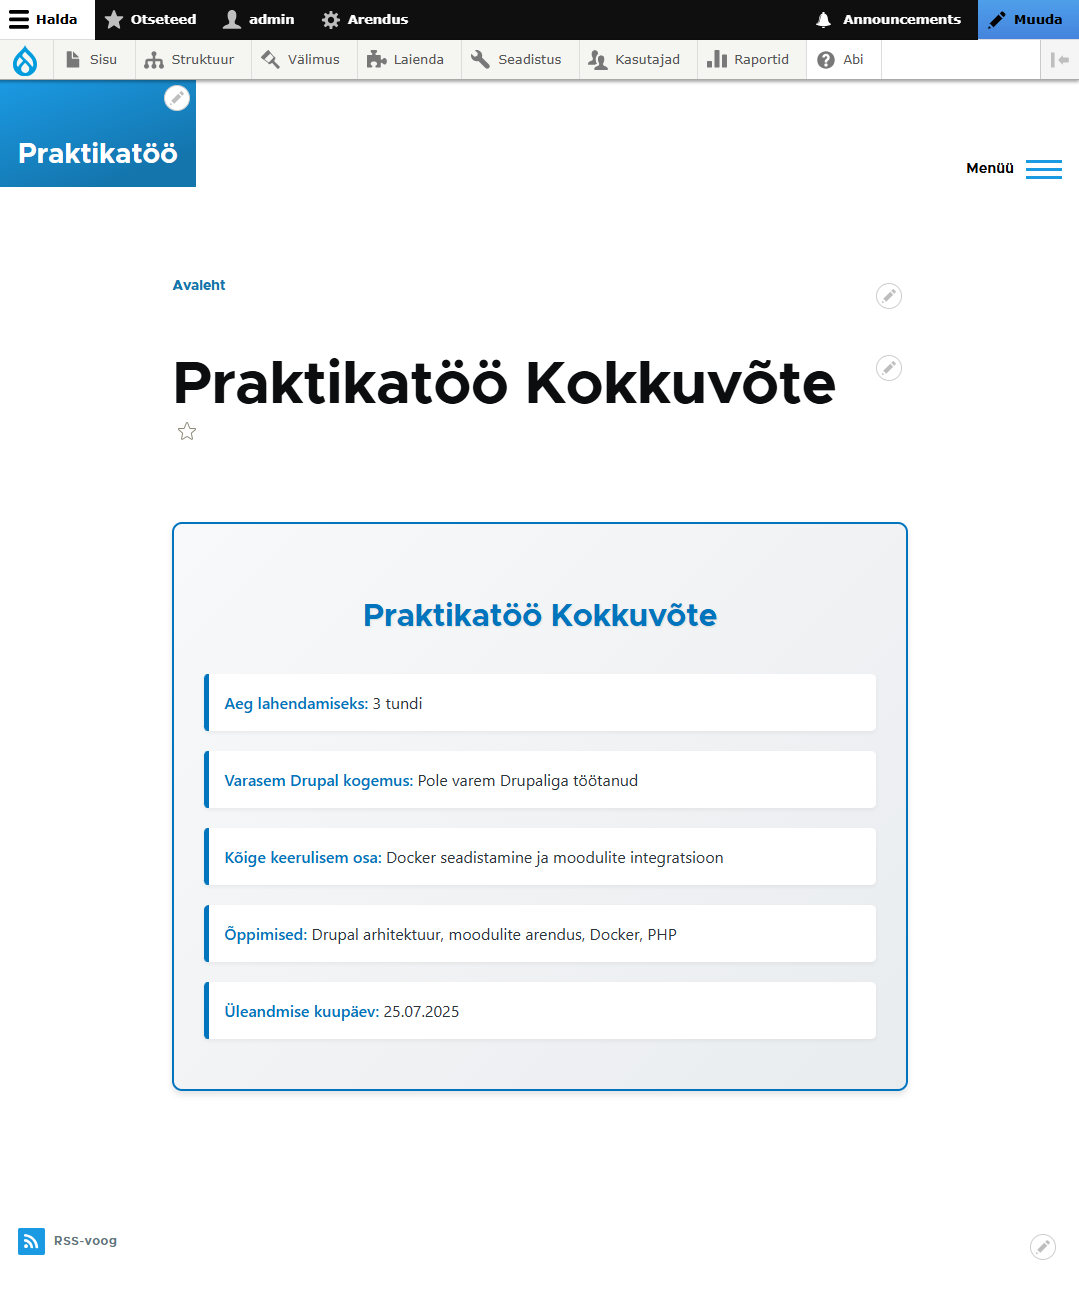 Halda Otseteed admin Arendus Announcements Muuda
Sisu Struktuur Välimus Laienda Seadistus Kasutajad Raportid Abi
Praktikatöö
Menüü
Avaleht
Praktikatöö Kokkuvõte
Praktikatöö Kokkuvõte
Aeg lahendamiseks: 3 tundi
Varasem Drupal kogemus: Pole varem Drupaliga töötanud
Kõige keerulisem osa: Docker seadistamine ja moodulite integratsioon
Õppimised: Drupal arhitektuur, moodulite arendus, Docker, PHP
Üleandmise kuupäev: 25.07.2025
RSS-voog